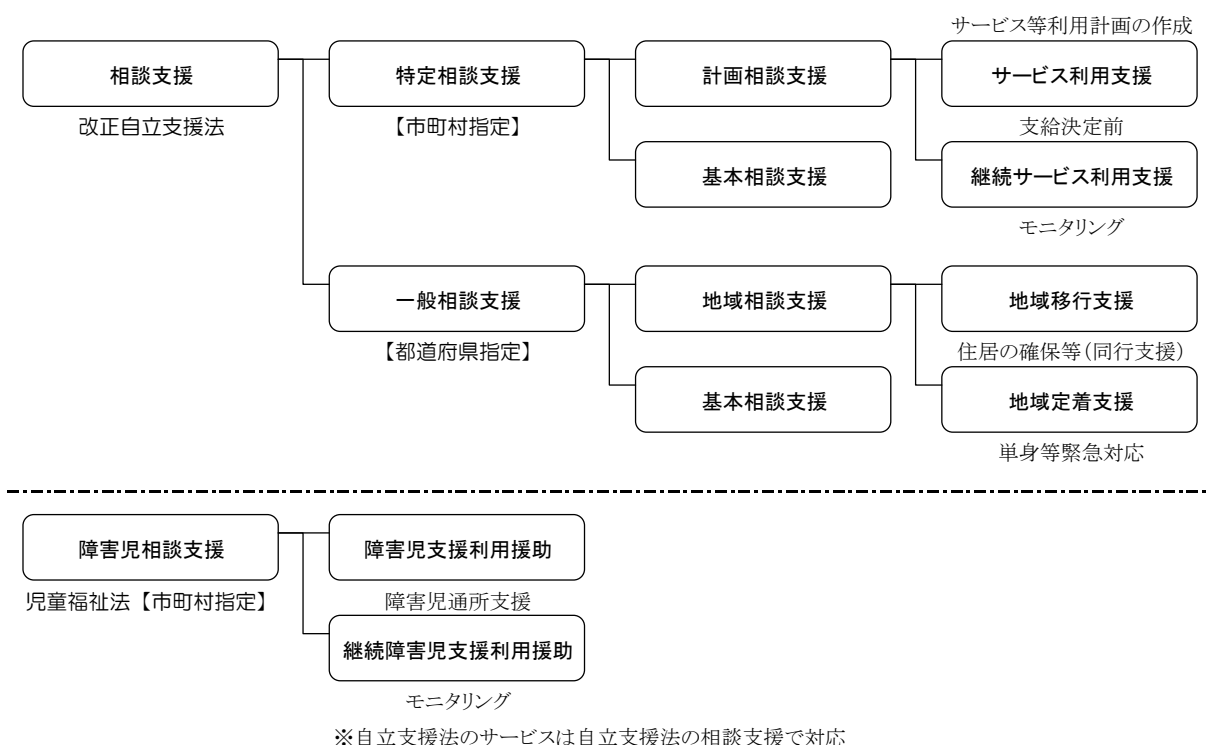 サービス等利用計画の作成
相談支援
特定相談支援
計画相談支援
サービス利用支援
改正自立支援法
【市町村指定】
支給決定前
基本相談支援
継続サービス利用支援
モニタリング
一般相談支援
地域相談支援
地域移行支援
【都道府県指定】
住居の確保等（同行支援）
基本相談支援
地域定着支援
単身等緊急対応
障害児相談支援
障害児支援利用援助
児童福祉法【市町村指定】
障害児通所支援
継続障害児支援利用援助
モニタリング
※自立支援法のサービスは自立支援法の相談支援で対応